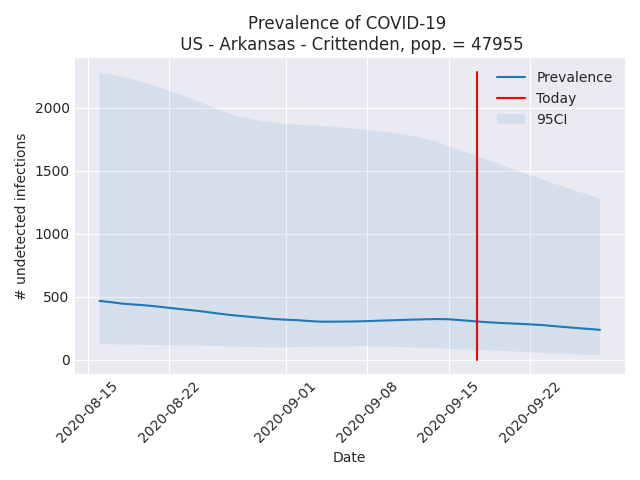 Prevalence of COVID-19
US - Arkansas - Crittenden, pop. = 47955
Prevalence
Today
95CI
# undetected infections
2000
1500
1000
500
0
2020-08-15
2020-08-22
2020-09-01
2020-09-08
2020-09-15
2020-09-22
Date